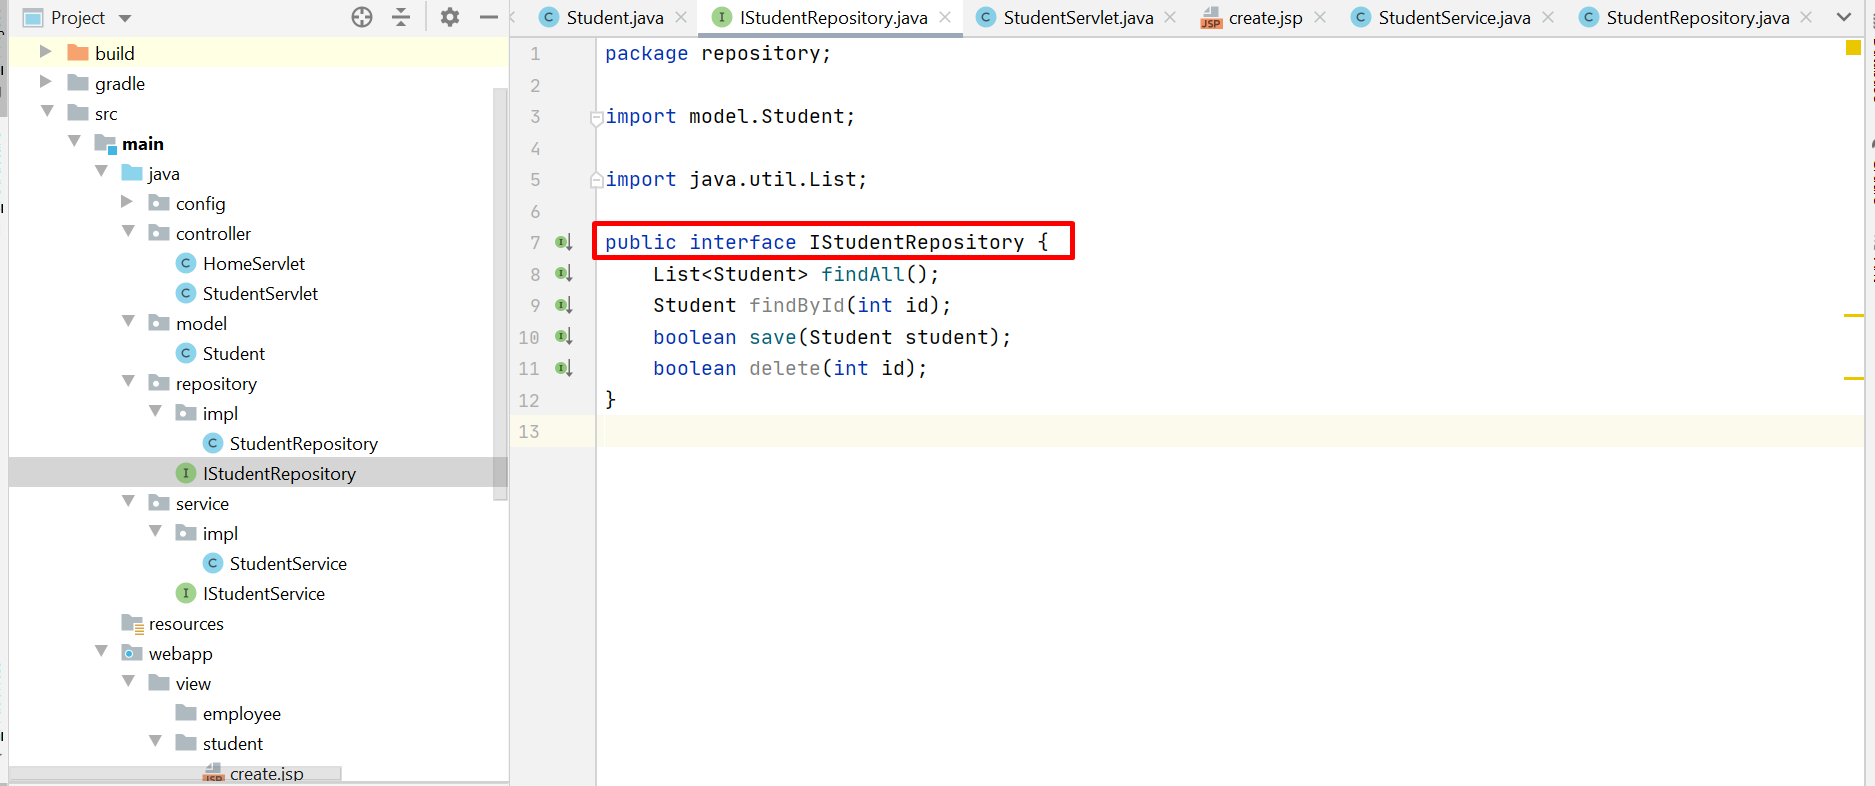 Project
build
gradle
src
main
java
config
controller
HomeServlet
StudentServlet
model
Student
repository
impl
StudentRepository
IStudentRepository
service
impl
StudentService
IStudentService
resources
webapp
view
employee
student
create.jsp
Student.java IStudentRepository.java StudentServlet.java create.jsp StudentService.java StudentRepository.java
1 package repository;
2
3 import model.Student;
4
5 import java.util.List;
6
7 public interface IStudentRepository {
8 List<Student> findAll();
9 Student findById(int id);
10 boolean save(Student student);
11 boolean delete(int id);
12 }
13